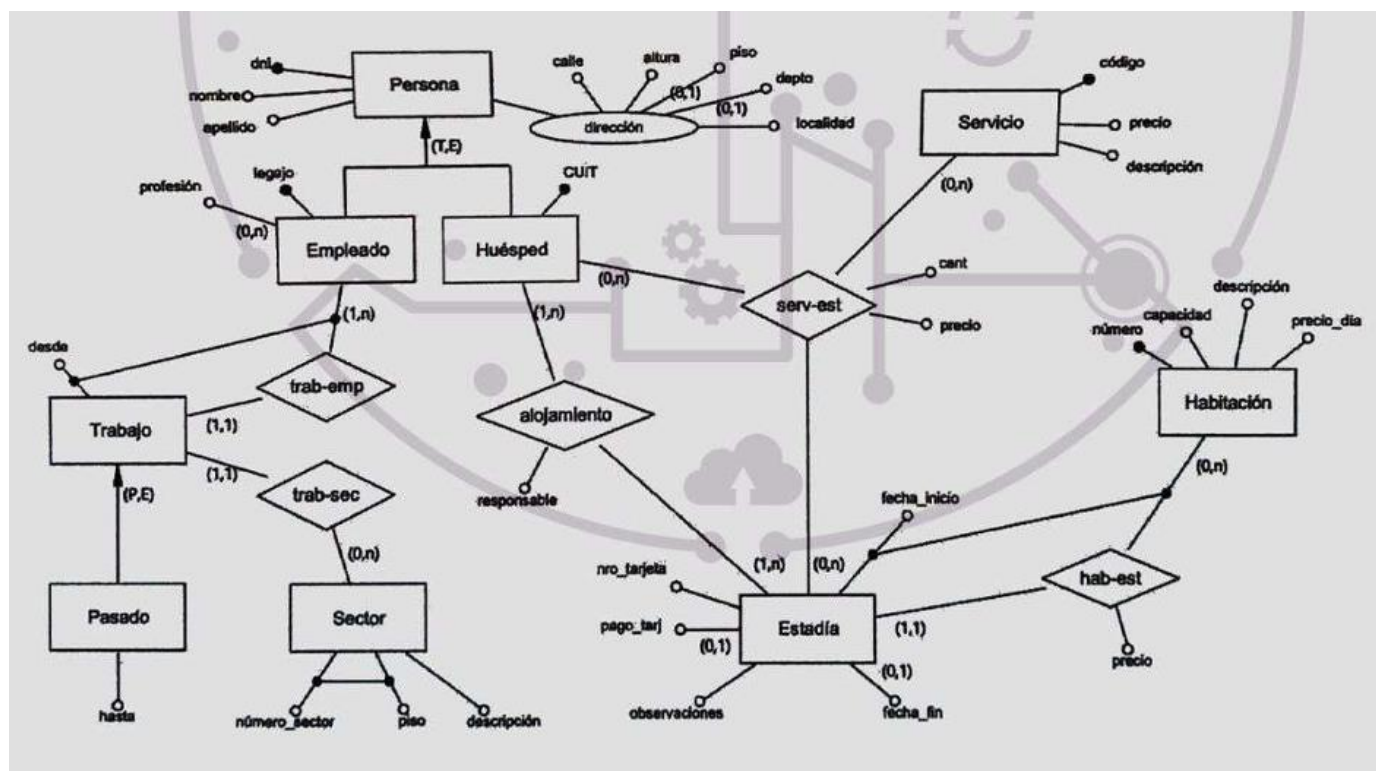 dni
nombre
apellido
Persona
calle
altura
piso
(0,1)
depto
(0,1)
dirección
localidad
código
Servicio
precio
descripción
(0,n)
(T,E)
profesión
legajo
CUIT
(0,n)
Empleado
Huésped
(0,n)
(1,n)
(1,n)
serv-est
cant
precio
descripción
capacidad
número
precio_dia
Habitación
(0,n)
desde
trab-emp
Trabajo
(1,1)
alojamiento
(1,1)
(P,E)
trab-sec
responsable
fecha_inicio
(0,n)
(1,n)
(0,n)
hab-est
nro_tarjeta
Pasado
Sector
pago_tarj
(0,1)
Estadía
(1,1)
(0,1)
precio
hasta
número_sector
piso
descripción
observaciones
fecha_fin